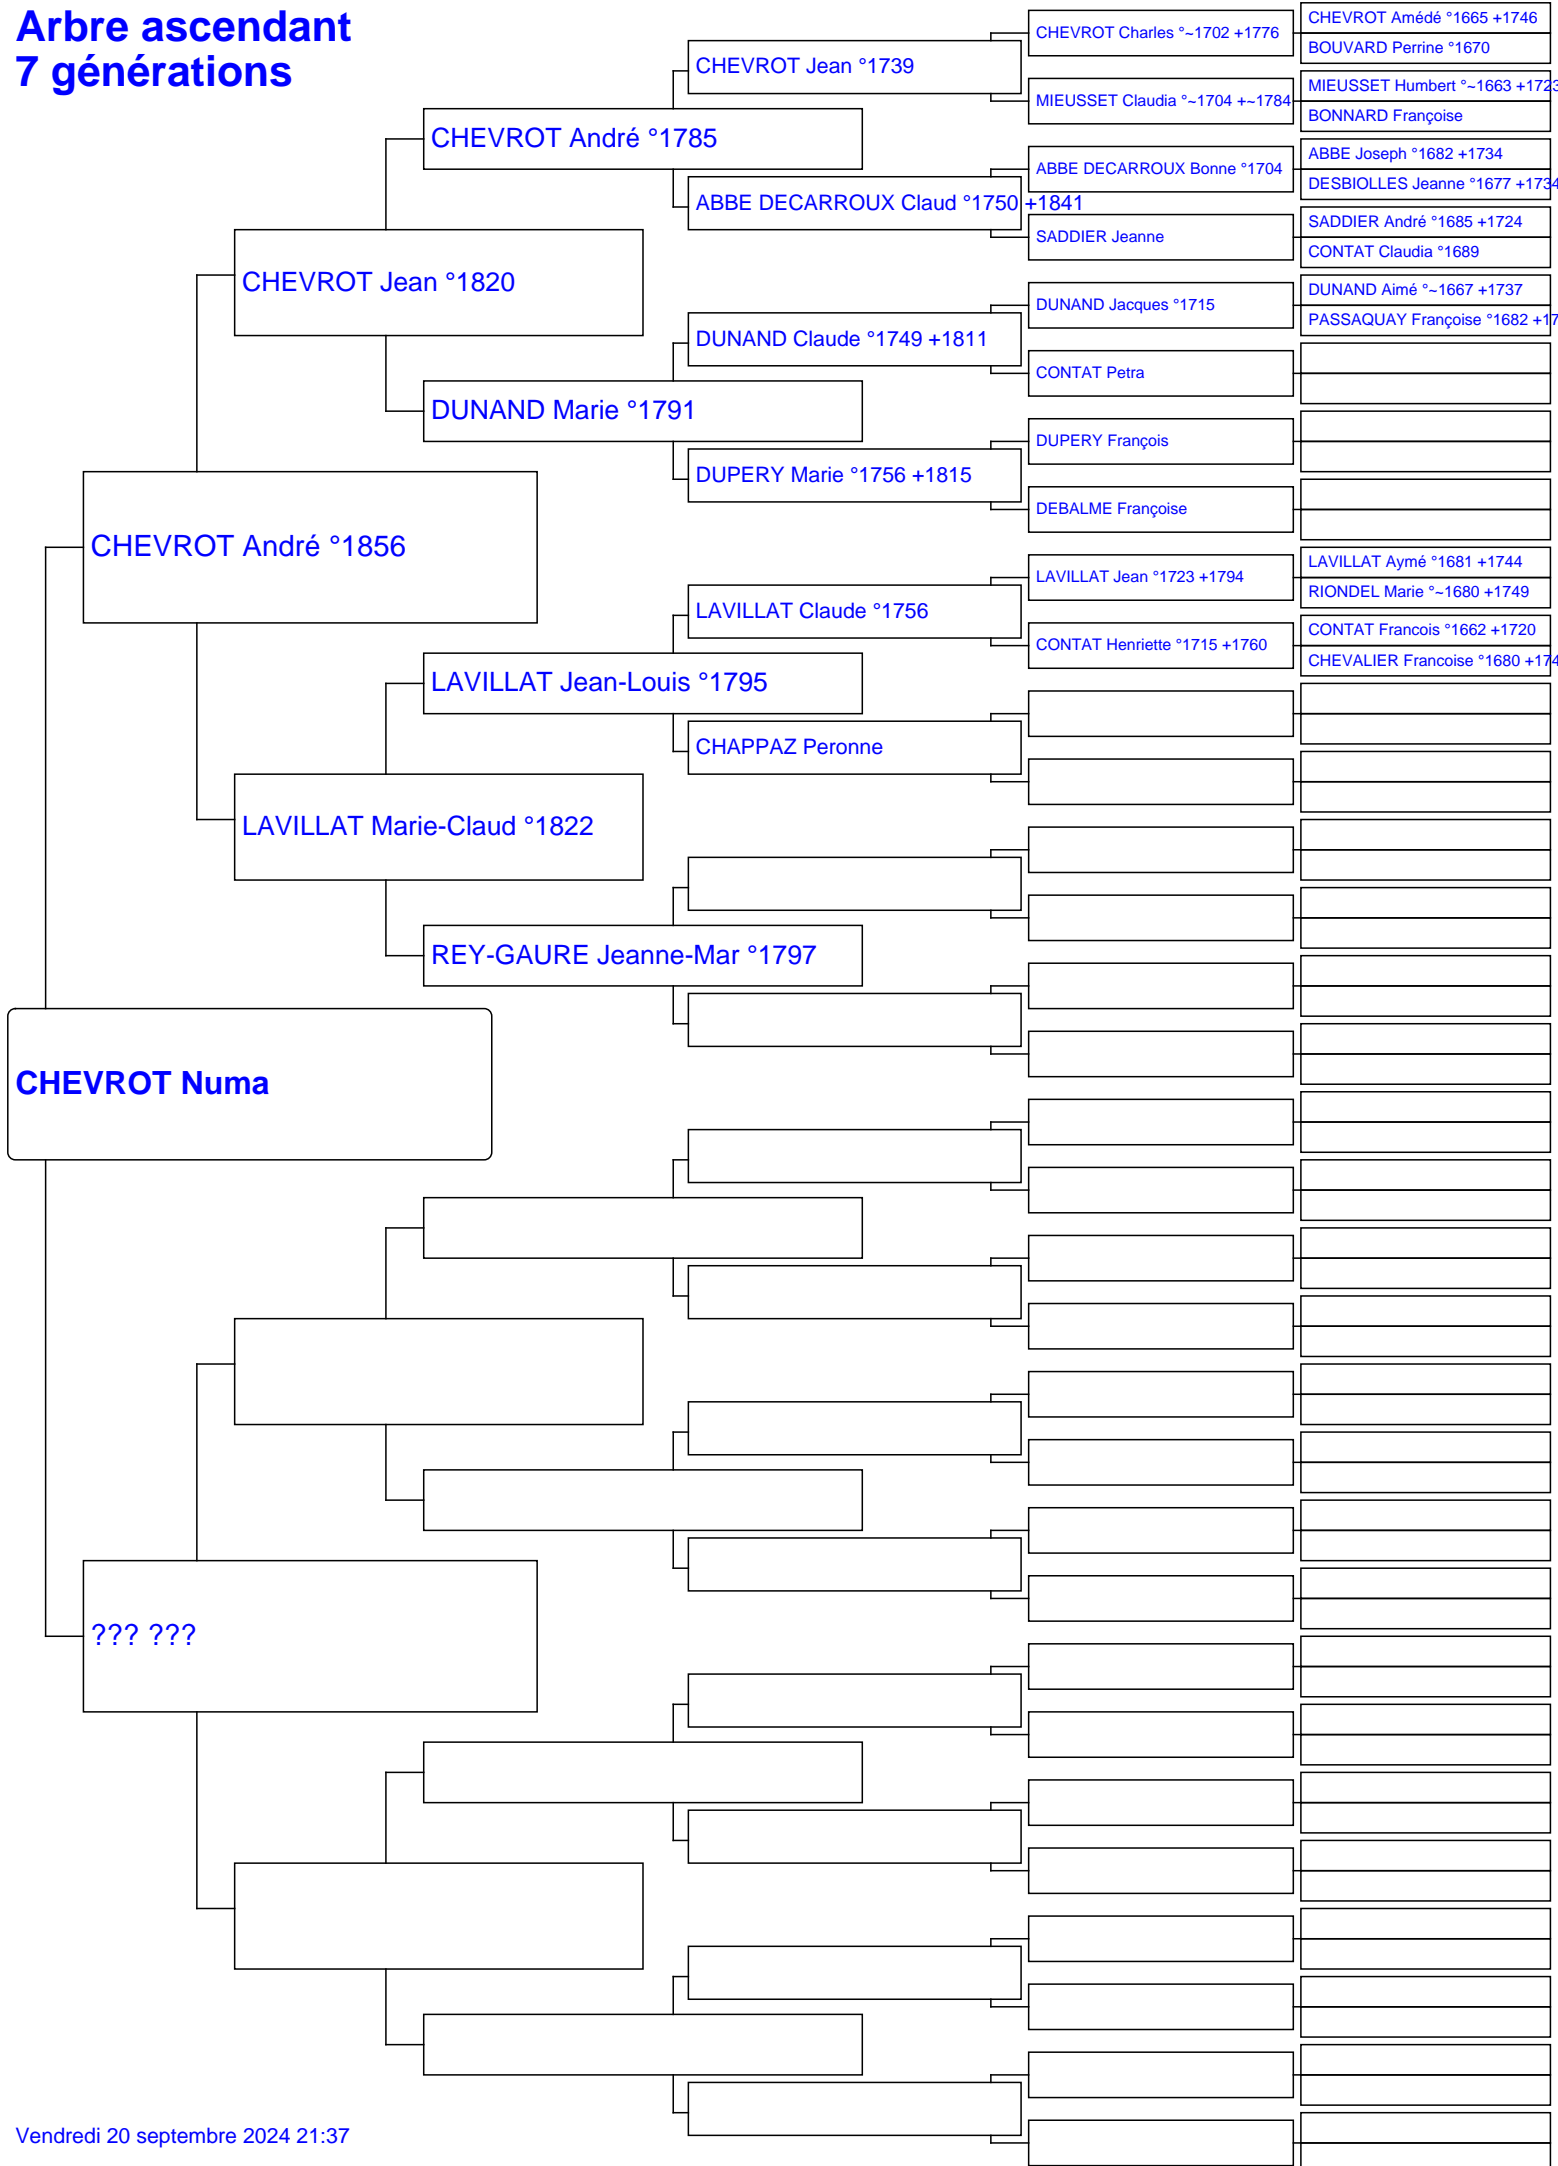 Arbre ascendant
7 générations
CHEVROT Numa
CHEVROT André °1856
??? ???
CHEVROT Jean °1820
LAVILLAT Marie-Claud °1822
CHEVROT André °1785
DUNAND Marie °1791
LAVILLAT Jean-Louis °1795
REY-GAURE Jeanne-Mar °1797
CHEVROT Jean °1739
ABBE DECARROUX Claud °1750 +1841
DUNAND Claude °1749 +1811
DUPERY Marie °1756 +1815
LAVILLAT Claude °1756
CHAPPAZ Peronne
CHEVROT Charles °~1702 +1776
MIEUSSET Claudia °~1704 +~1784
ABBE DECARROUX Bonne °1704
SADDIER Jeanne
DUNAND Jacques °1715
CONTAT Petra
DUPERY François
DEBALME Françoise
LAVILLAT Jean °1723 +1794
CONTAT Henriette °1715 +1760
CHEVROT Amédé °1665 +1746
BOUVARD Perrine °1670
MIEUSSET Humbert °~1663 +1723
BONNARD Françoise
ABBE Joseph °1682 +1734
DESBIOLLES Jeanne °1677 +1734
SADDIER André °1685 +1724
CONTAT Claudia °1689
DUNAND Aimé °~1667 +1737
PASSAQUAY Françoise °1682 +17
LAVILLAT Aymé °1681 +1744
RIONDEL Marie °~1680 +1749
CONTAT Francois °1662 +1720
CHEVALIER Francoise °1680 +174
Vendredi 20 septembre 2024 21:37